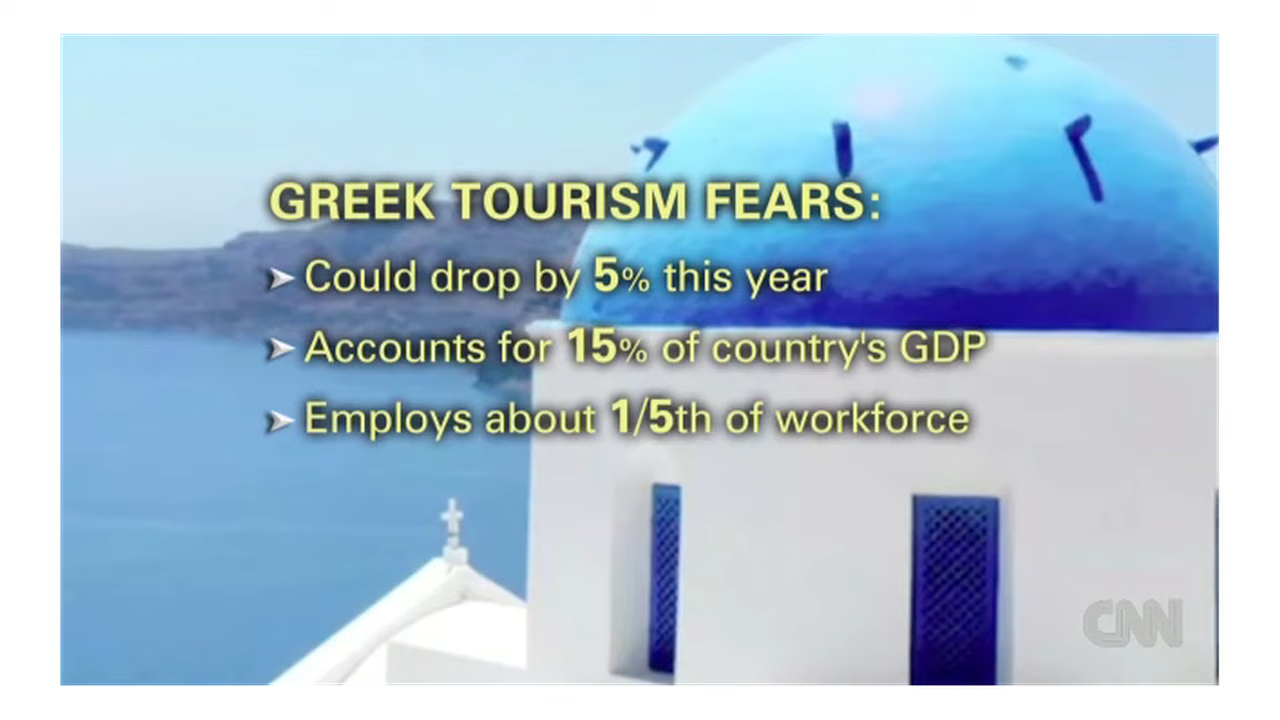 GREEK TOURISM FEARS:
➢ Could drop by 5% this year
➢ Accounts for 15% of country's GDP
➢ Employs about 1/5th of workforce
CNN